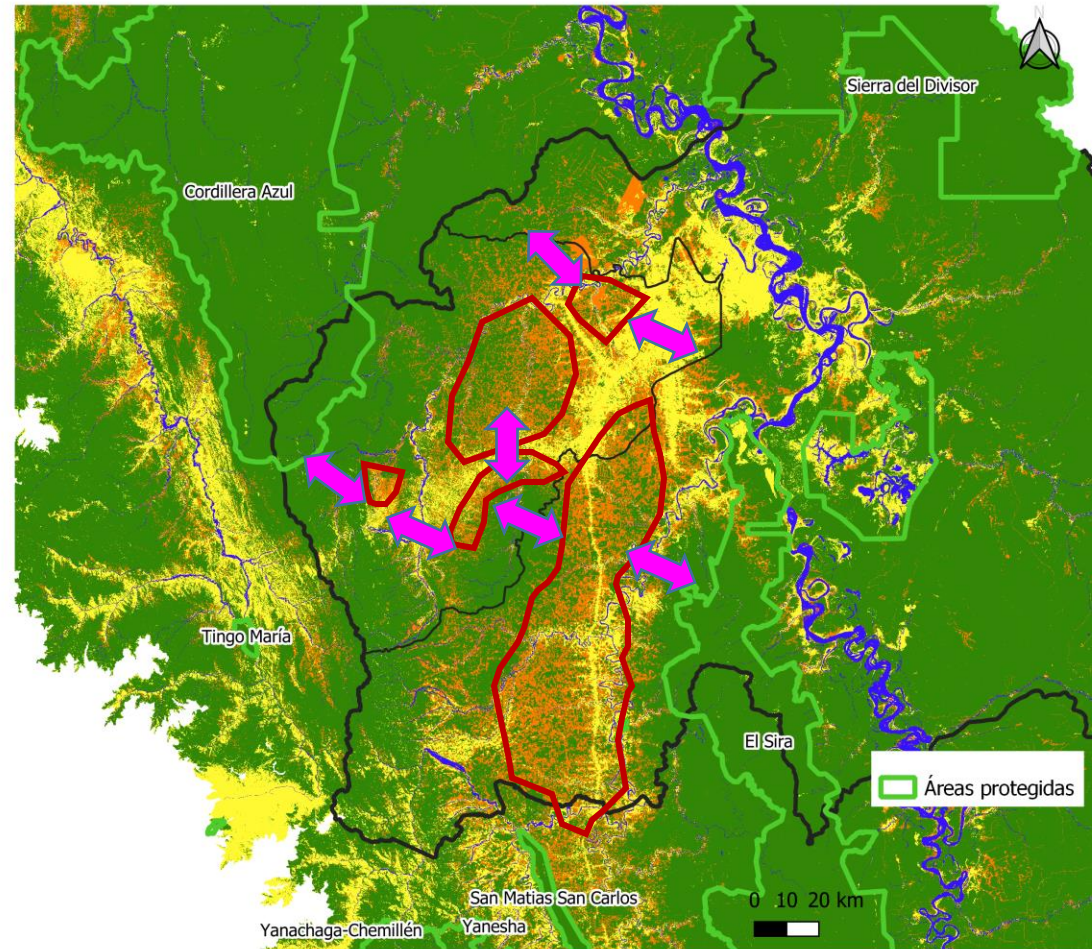 N
Sierra del Divisor
Cordillera Azul
Tingo María
El Sira
Áreas protegidas
San Matias San Carlos
0 10 20 km
Yanachaga-Chemillén
Yanesha